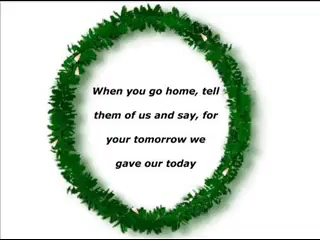 When you go home, tell
them of us and say, for
your tomorrow we
gave our today